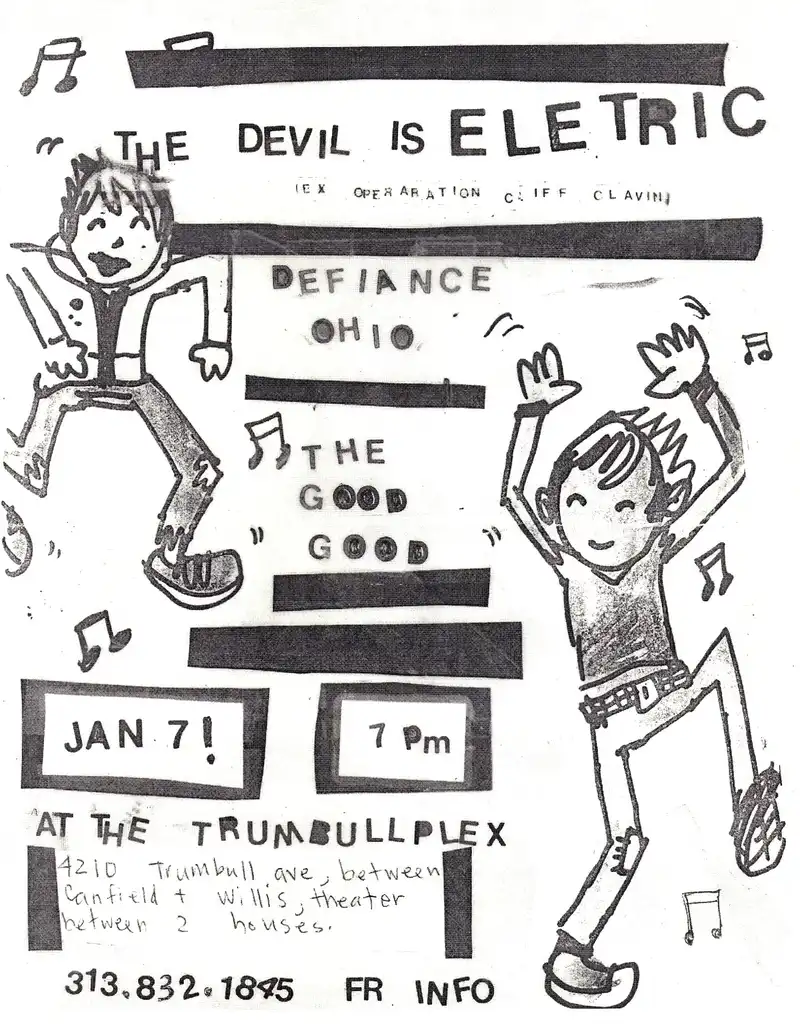 THE DEVIL IS ELETRIC
(EX OPERARATION CLIFF CLAVIN)
DEFIANCE
OHIO
THE
GOOD
GOOD
JAN 7!
7 Pm
AT THE TRUMBULLPLEX
4210 Trumbull ave, between
Canfield + Willis, theater
between 2 houses.
313.832.1845 FR INFO